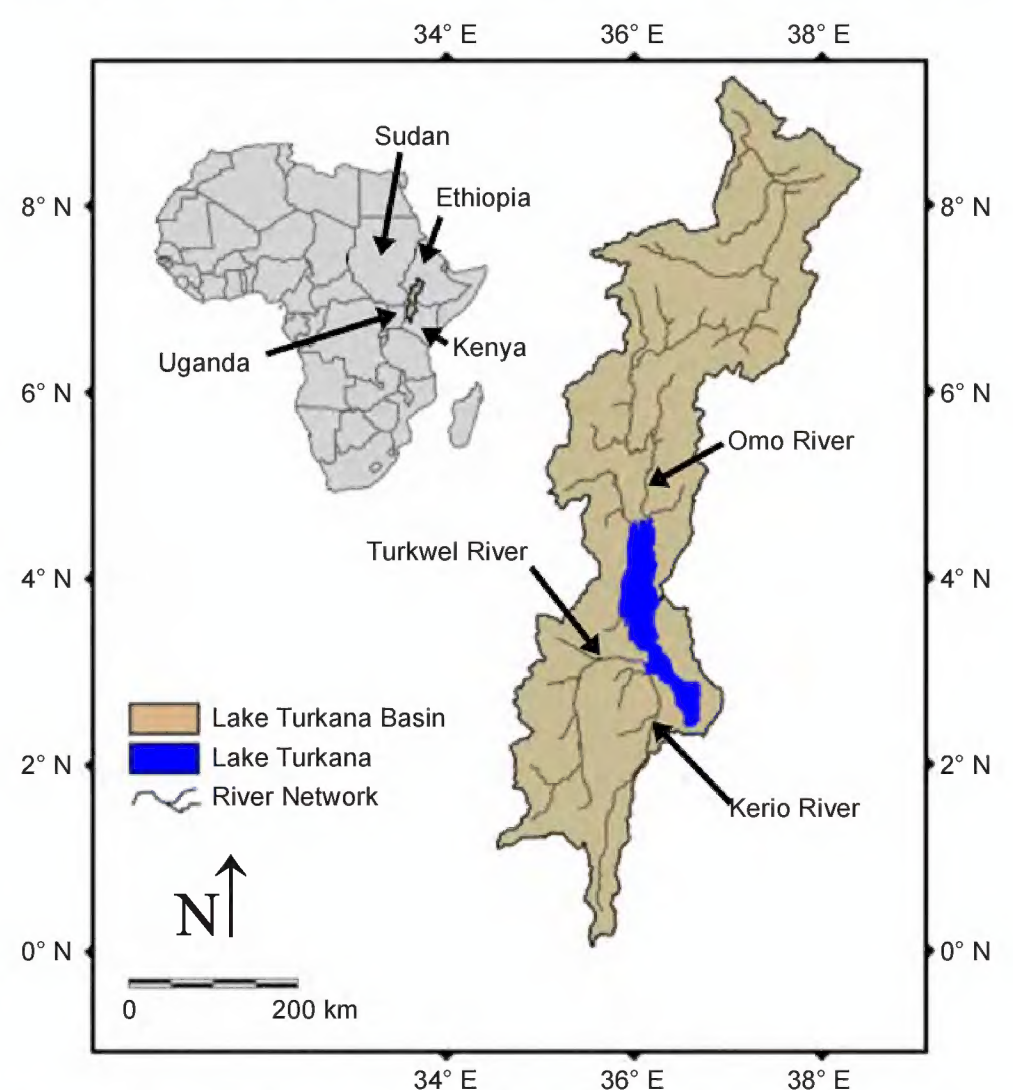 34° E 36° E 38° E
Sudan
Ethiopia
8° N 8° N
Uganda
Kenya
6° N 6° N
Omo River
Turkwel River
4° N 4° N
Lake Turkana Basin
Lake Turkana
River Network
2° N 2° N
Kerio River
N
0° N 0° N
0 200 km
34° E 36° E 38° E